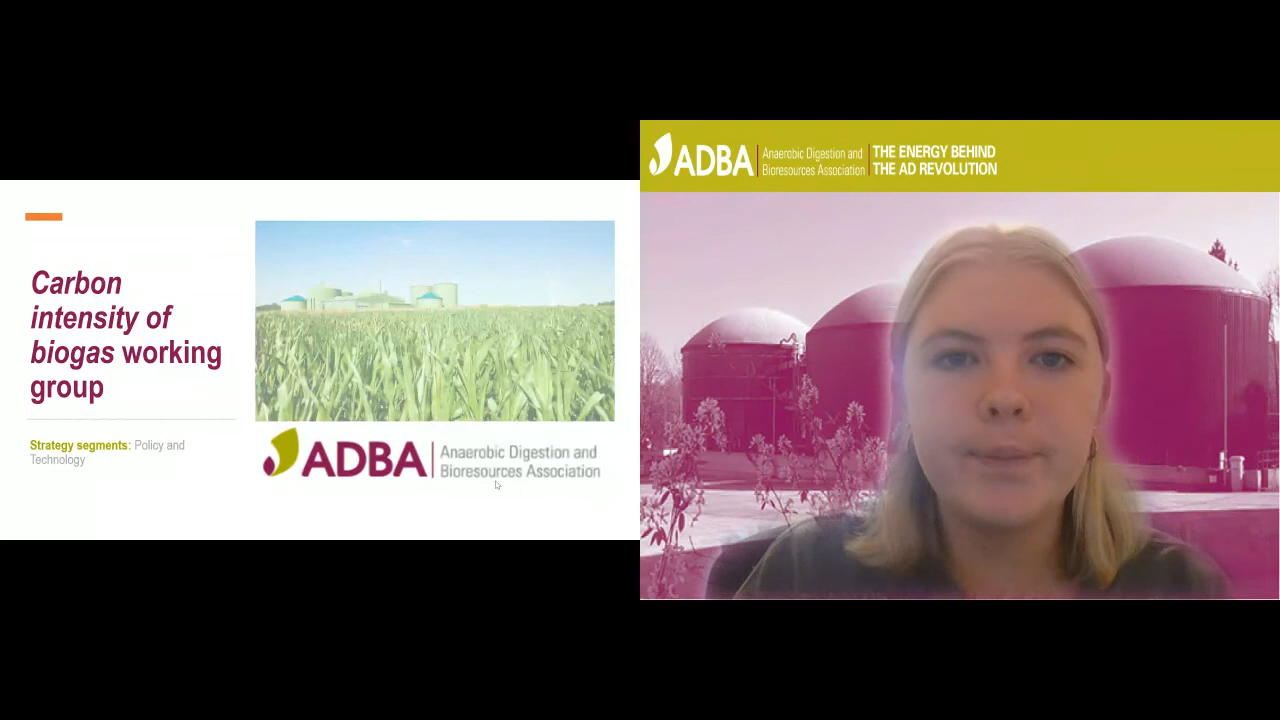 Carbon
intensity of
biogas working
group
Strategy segments: Policy and
Technology
ADBA
Anaerobic Digestion and
Bioresources Association
ADBA
Anaerobic Digestion and
Bioresources Association
THE ENERGY BEHIND
THE AD REVOLUTION